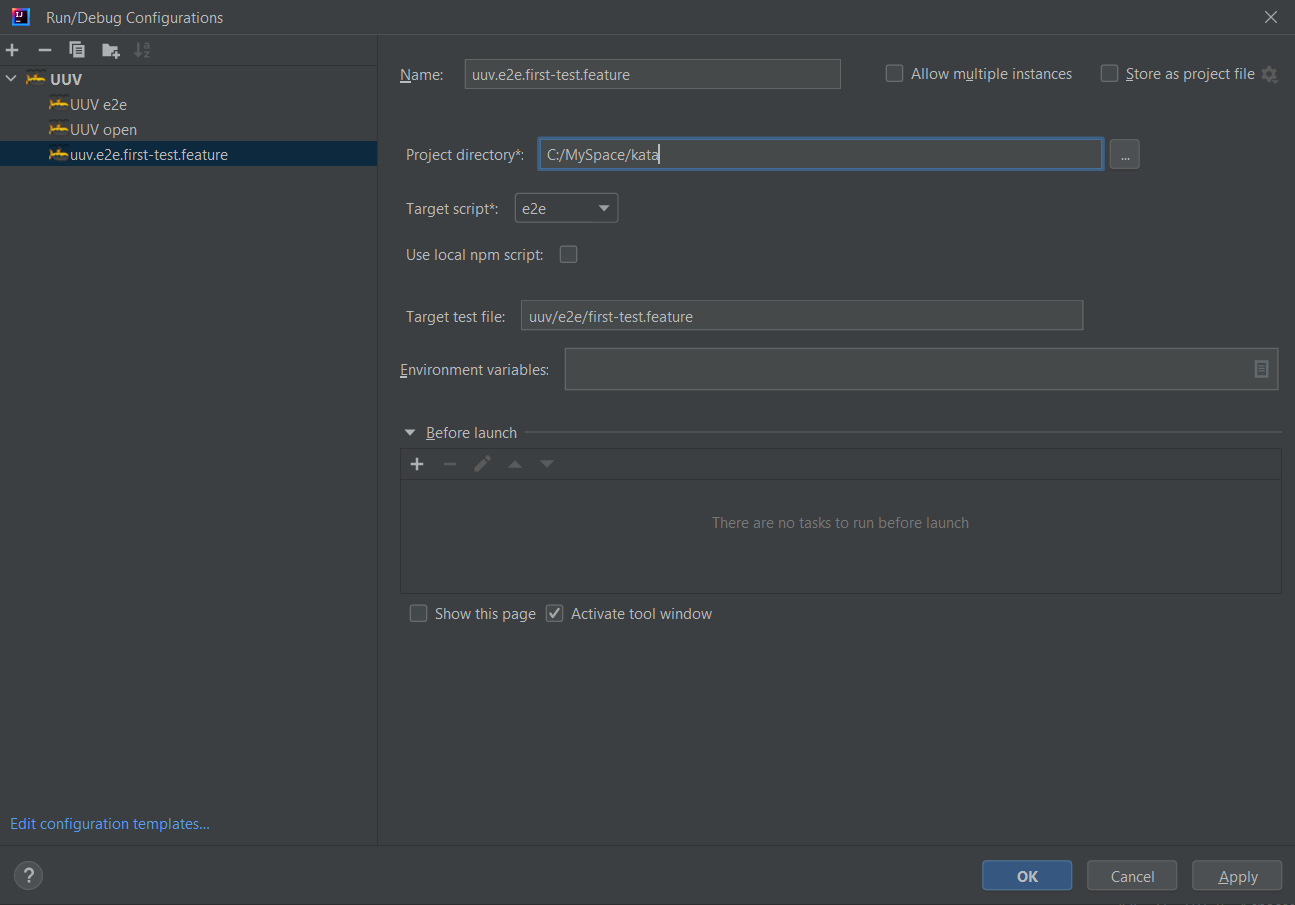 Run/Debug Configurations
UUV
UUV e2e
UUV open
uuv.e2e.first-test.feature
Edit configuration templates...
Name: uuv.e2e.first-test.feature Allow multiple instances Store as project file
Project directory*: C:/MySpace/kata ...
Target script*: e2e
Use local npm script:
Target test file: uuv/e2e/first-test.feature
Environment variables:
Before launch
There are no tasks to run before launch
Show this page Activate tool window
? OK Cancel Apply